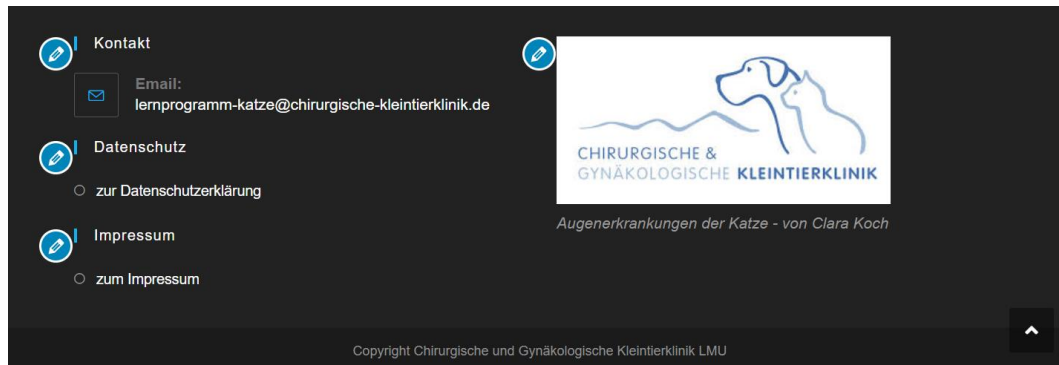 Kontakt
Email:
lernprogramm-katze@chirurgische-kleintierklinik.de
Datenschutz
zur Datenschutzerklärung
Impressum
zum Impressum
CHIRURGISCHE &
GYNÄKOLOGISCHE KLEINTIERKLINIK
Augenerkrankungen der Katze - von Clara Koch
Copyright Chirurgische und Gynäkologische Kleintierklinik LMU